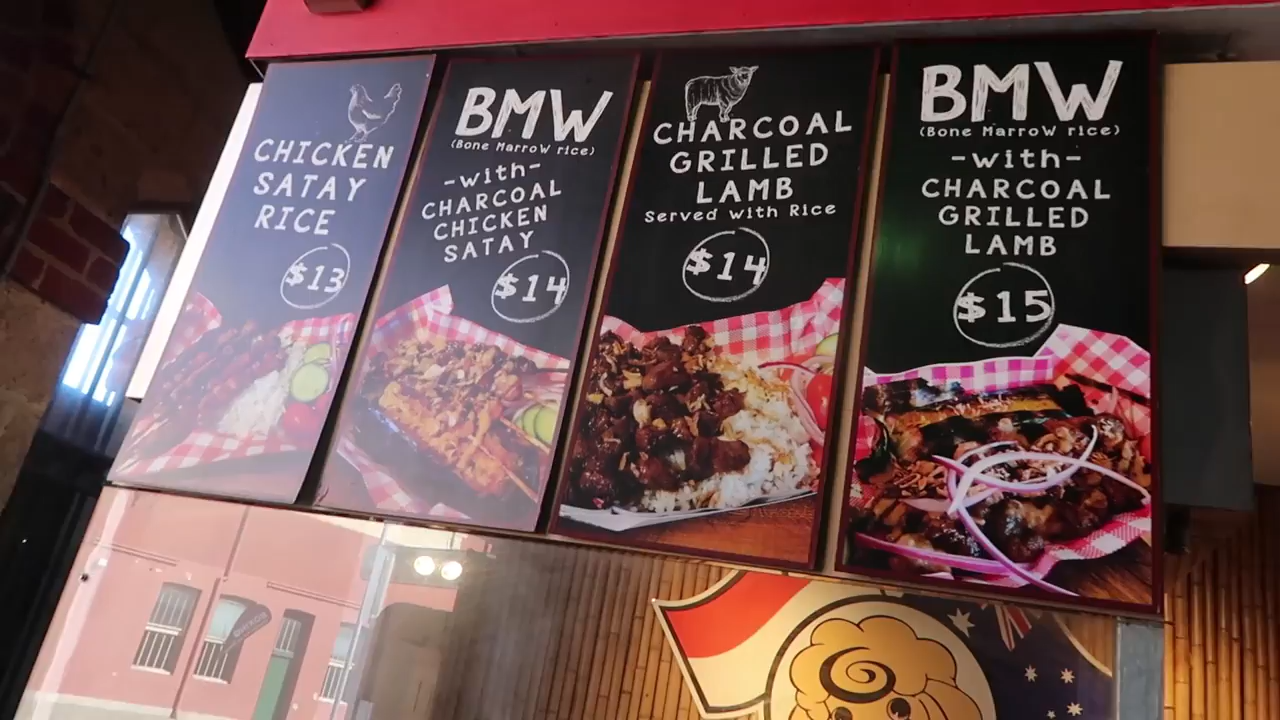 CHICKEN
SATAY
RICE
$13
BMW
(Bone MarroW rice)
-with-
CHARCOAL
CHICKEN
SATAY
$14
CHARCOAL
GRILLED
LAMB
Served with Rice
$14
BMW
(Bone MarroW rice)
-with-
CHARCOAL
GRILLED
LAMB
$15